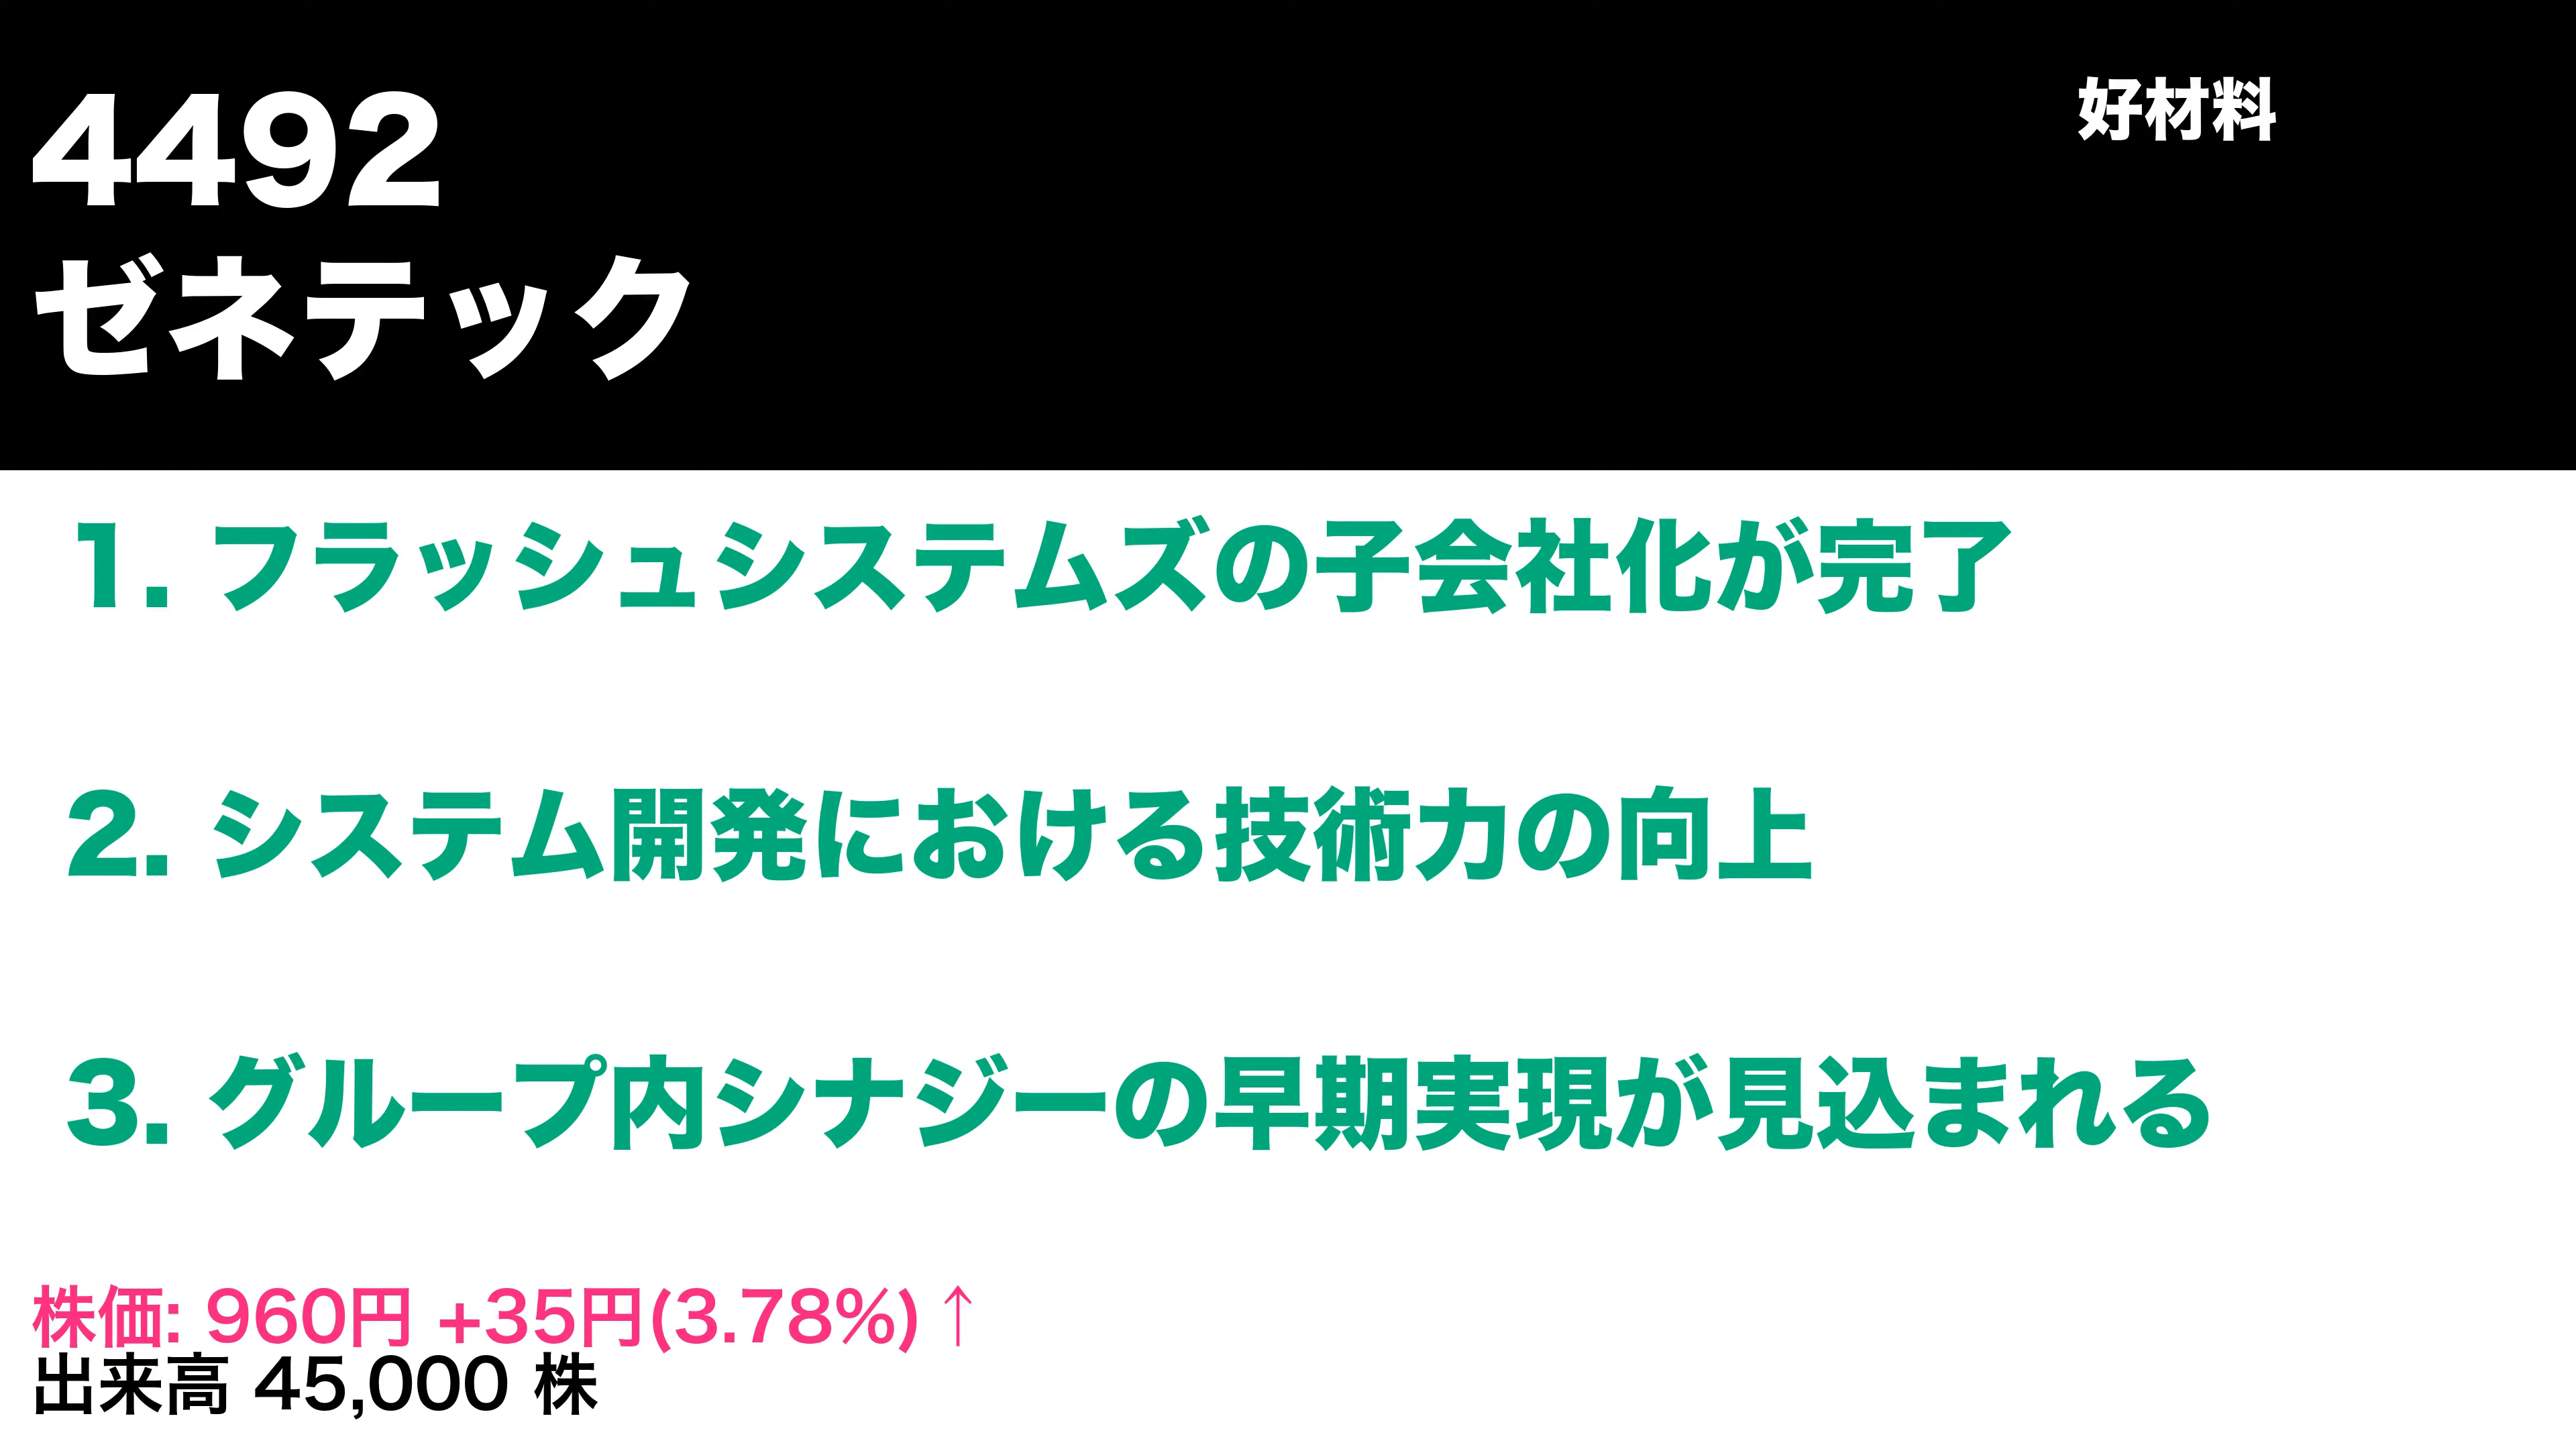 4492
好材料
ゼネテック
1. フラッシュシステムズの子会社化が完了
2. システム開発における技術力の向上
3. グループ内シナジーの早期実現が見込まれる
株価: 960円 +35円(3.78%)↑
出来高 45,000 株